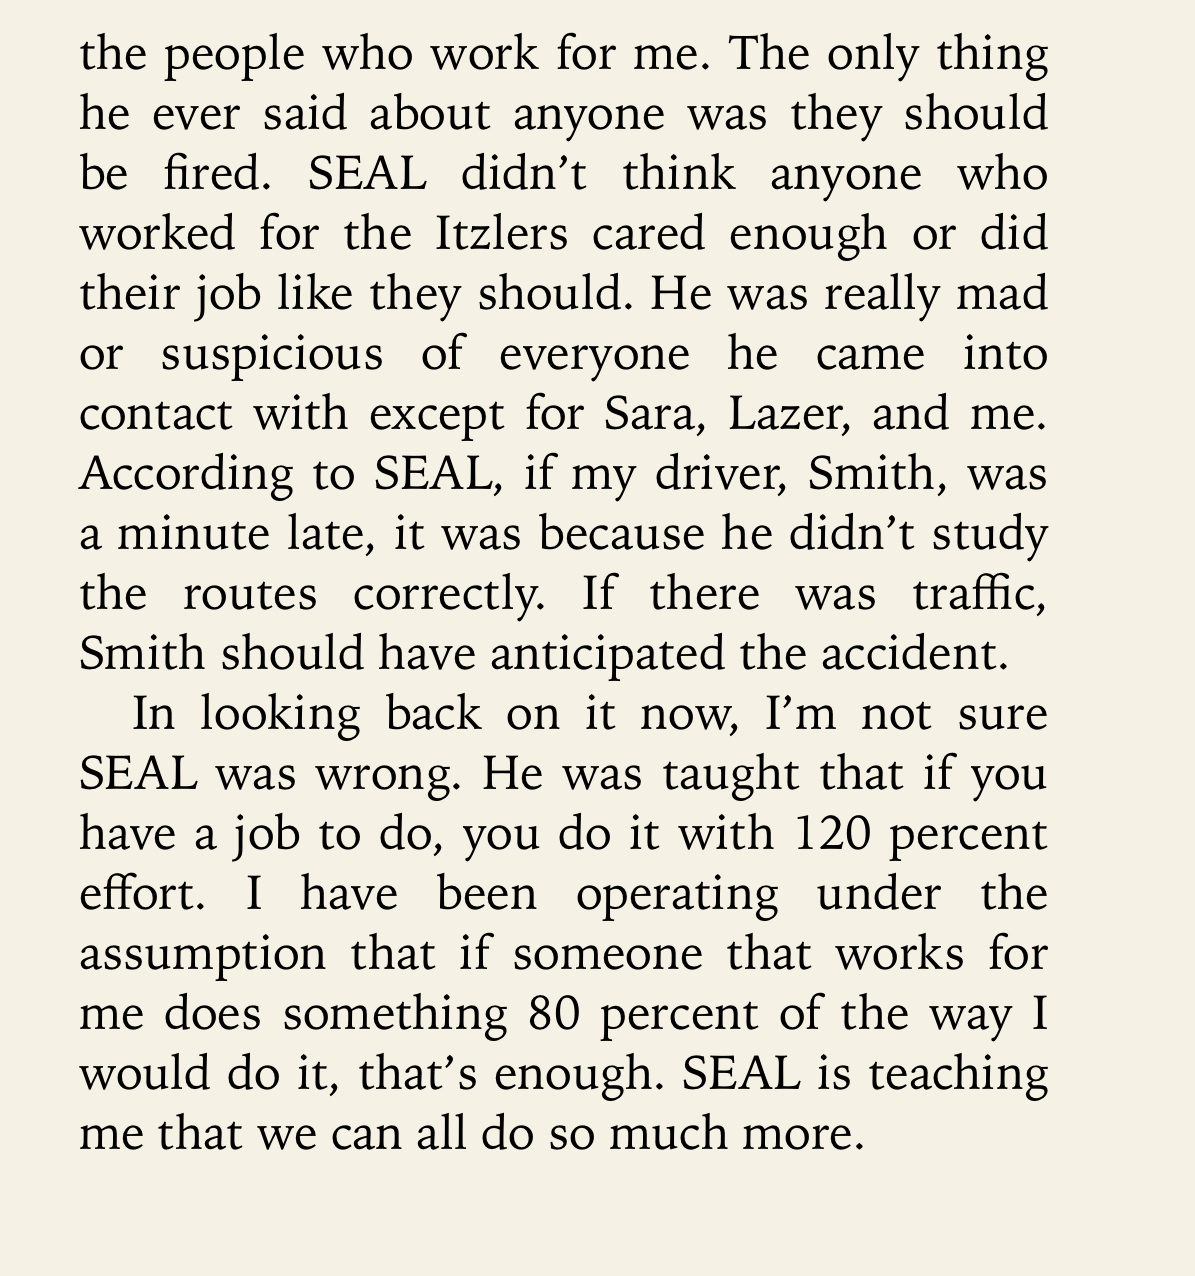 the people who work for me. The only thing
he ever said about anyone was they should
be fired. SEAL didn’t think anyone who
worked for the Itzlers cared enough or did
their job like they should. He was really mad
or suspicious of everyone he came into
contact with except for Sara, Lazer, and me.
According to SEAL, if my driver, Smith, was
a minute late, it was because he didn’t study
the routes correctly. If there was traffic,
Smith should have anticipated the accident.
In looking back on it now, I’m not sure
SEAL was wrong. He was taught that if you
have a job to do, you do it with 120 percent
effort. I have been operating under the
assumption that if someone that works for
me does something 80 percent of the way I
would do it, that’s enough. SEAL is teaching
me that we can all do so much more.